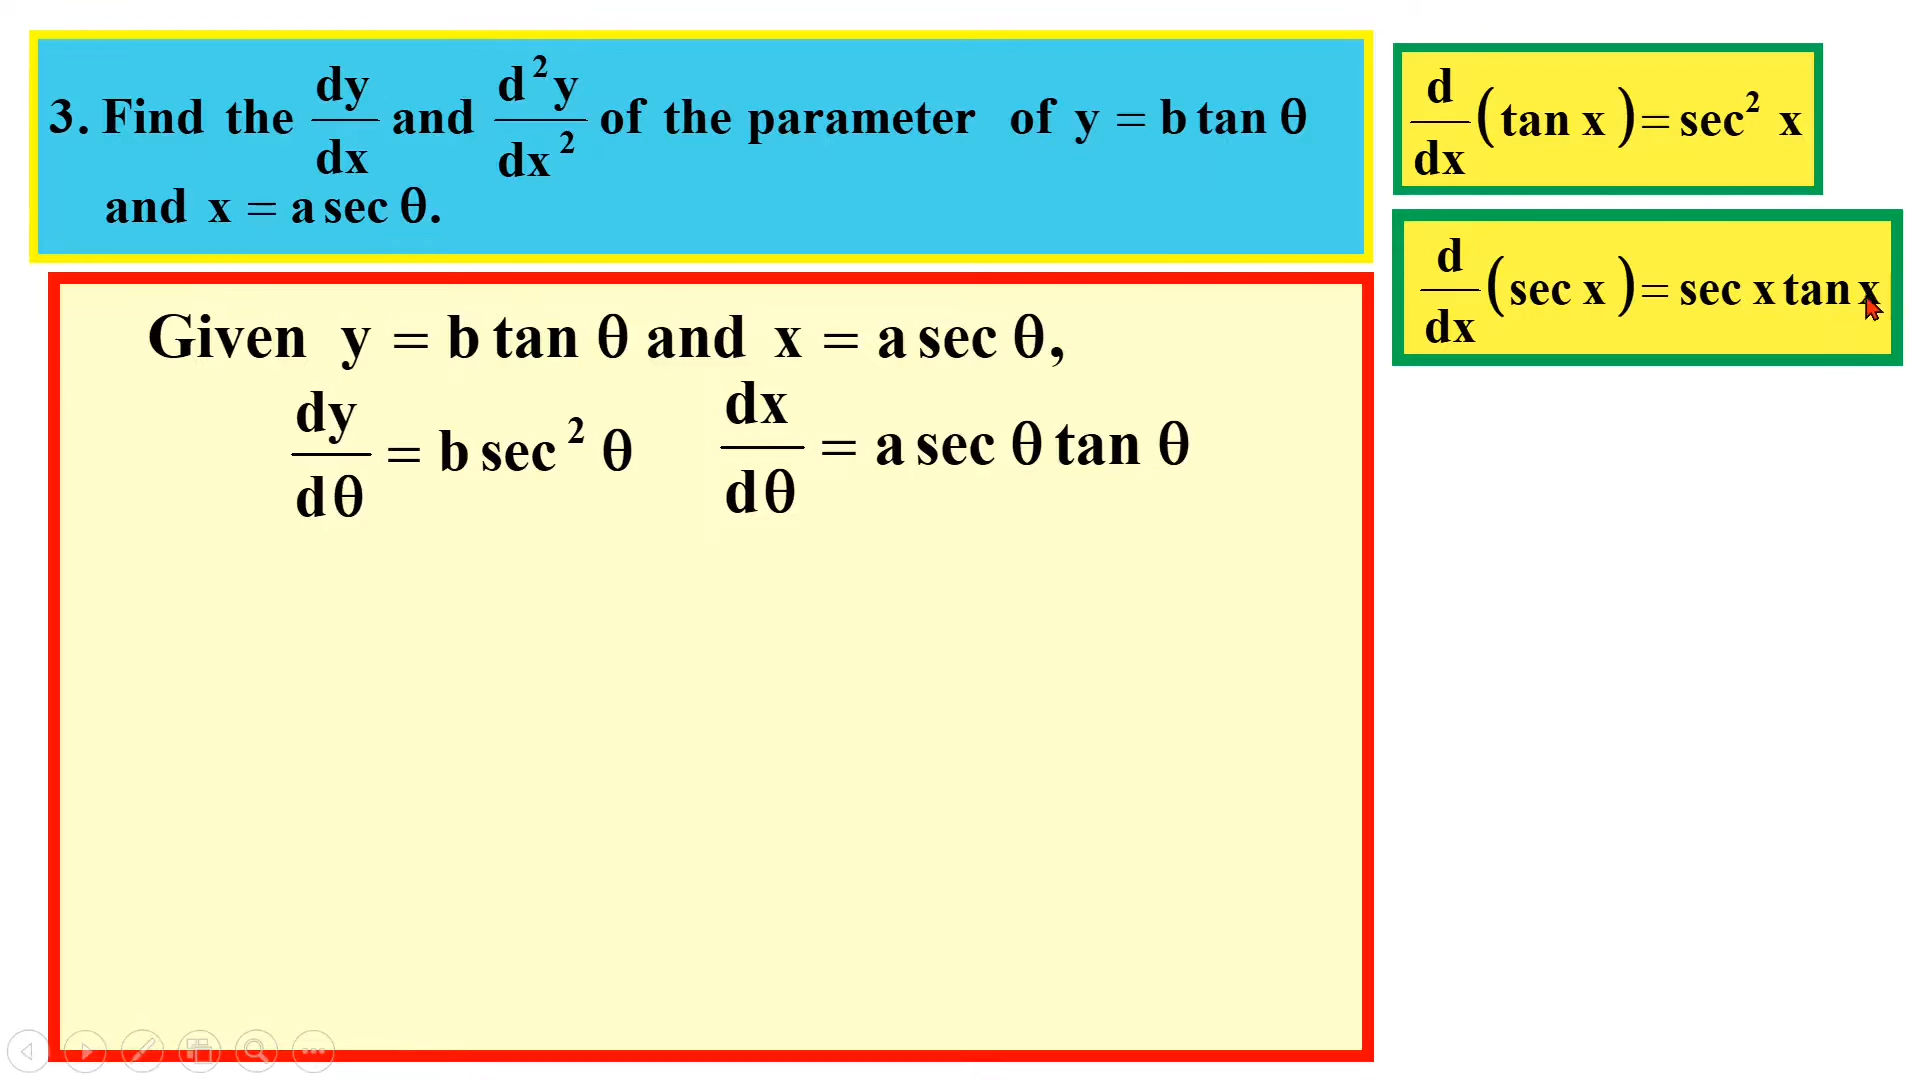 3. Find the dy/dx and d²y/dx² of the parameter of y = b tan θ
and x = a sec θ.
d/dx (tan x) = sec² x
d/dx (sec x) = sec x tan x
Given y = b tan θ and x = a sec θ,
dy/dθ = b sec² θ dx/dθ = a sec θ tan θ